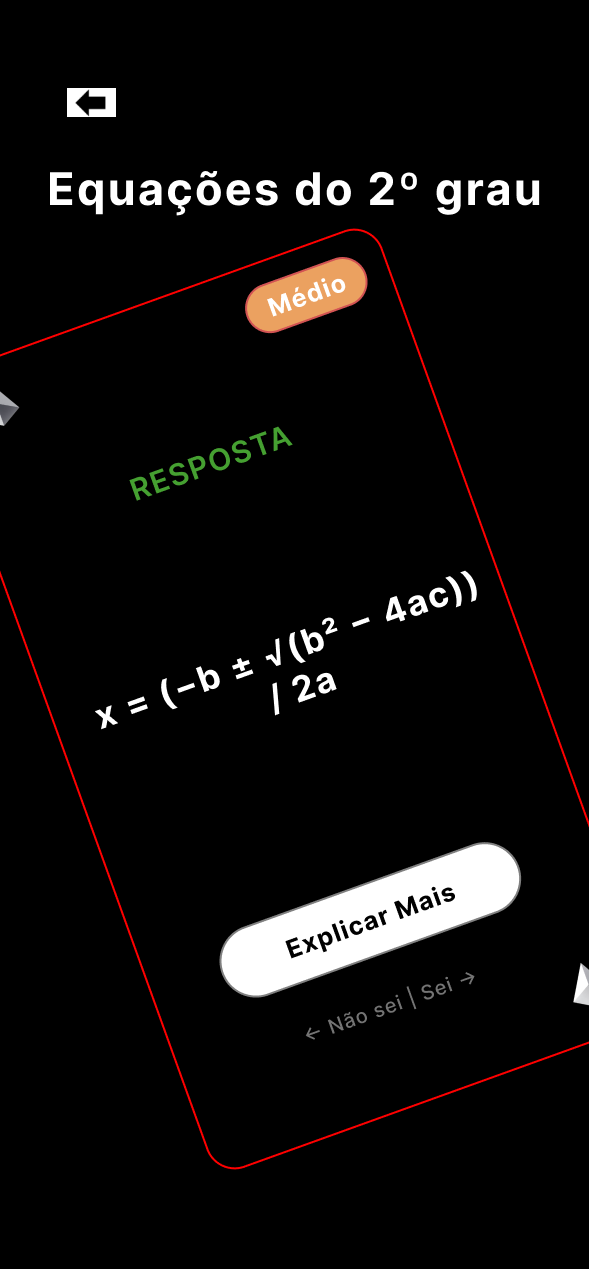 Equações do 2º grau
Médio
RESPOSTA
x = (−b ± √(b² − 4ac))
/ 2a
Explicar Mais
← Não sei | Sei →